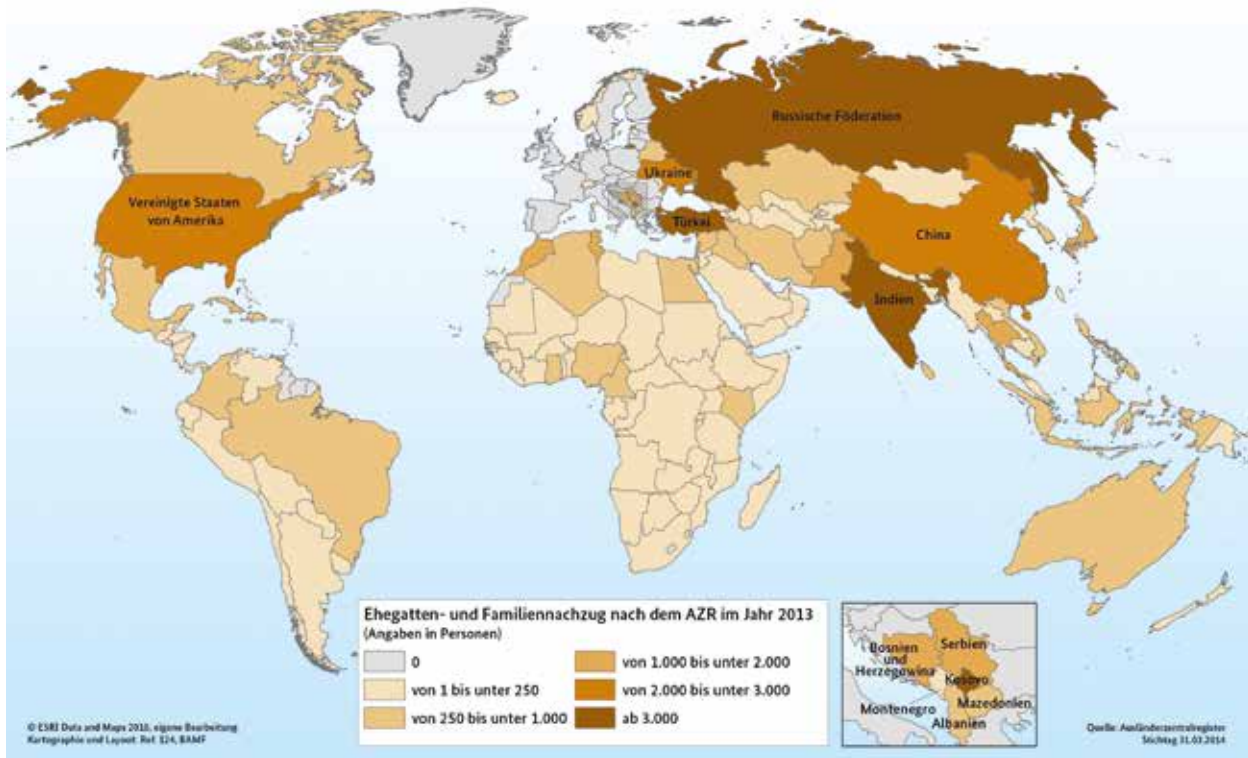 Russische Föderation
Ukraine
Vereinigte Staaten
von Amerika
Türkei
China
Indien
Ehegatten- und Familiennachzug nach dem AZR im Jahr 2013
(Angaben in Personen)
0
von 1 bis unter 250
von 250 bis unter 1.000
von 1.000 bis unter 2.000
von 2.000 bis unter 3.000
ab 3.000
Serbien
Bosnien
und
Herzegowina
Kosovo
Mazedonien
Montenegro
Albanien
© ESRI Data and Maps 2010, eigene Bearbeitung
Kartographie und Layout: Ref. 124, BAMF
Quelle: Ausländerzentralregister
Stichtag 31.03.2014